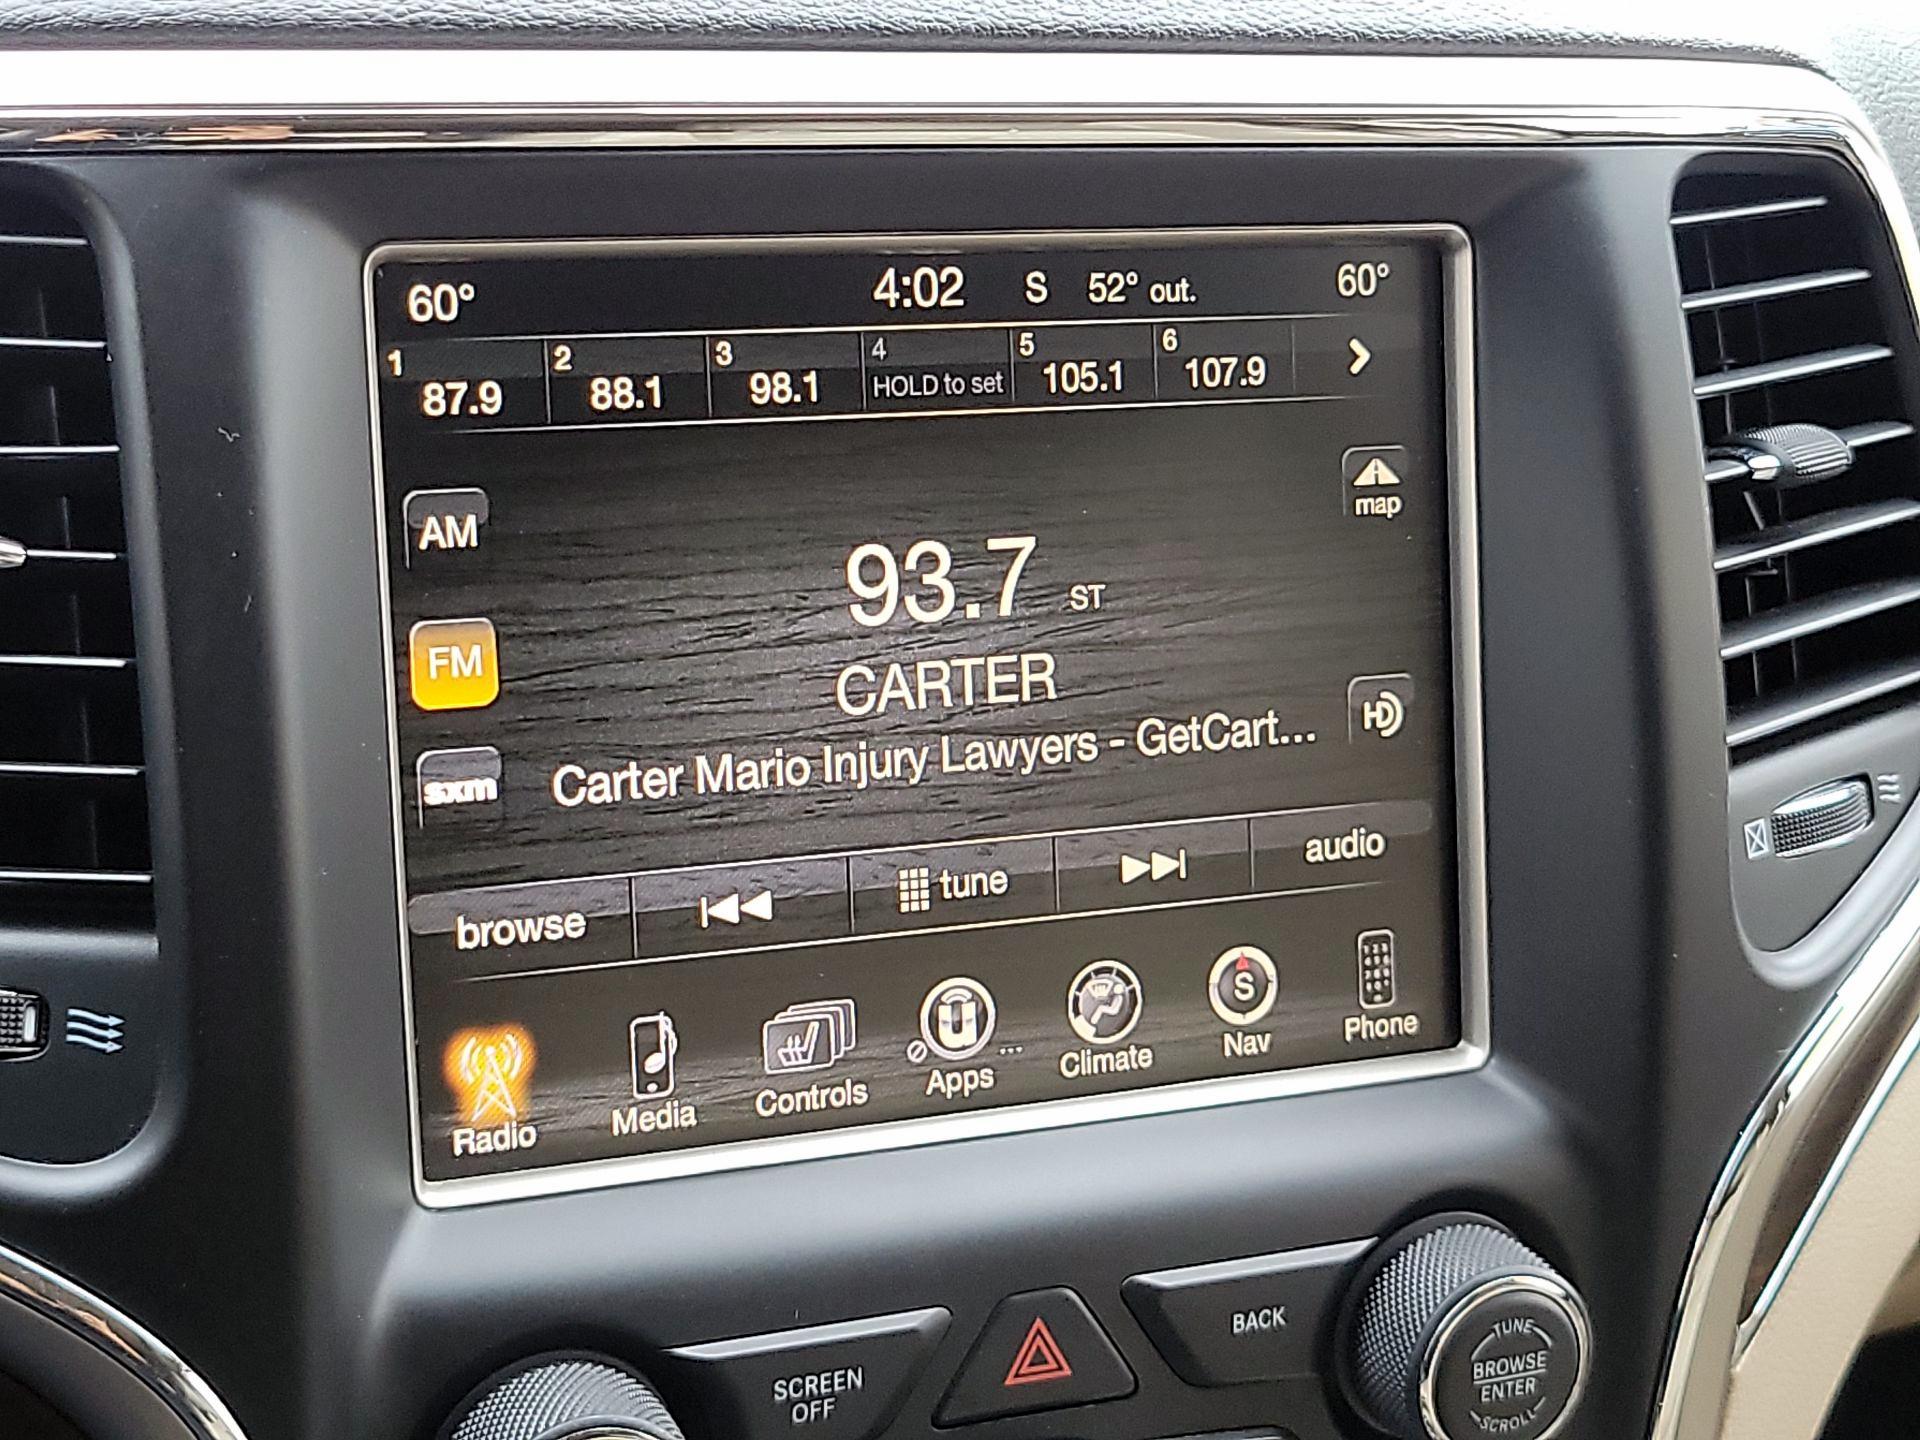 60° 4:02 S 52° out. 60°
1 87.9 2 88.1 3 98.1 4 HOLD to set 5 105.1 6 107.9
map
AM
93.7 ST
FM
CARTER
HD
Carter Mario Injury Lawyers - GetCart...
sxm
browse tune audio
Radio Media Controls Apps ... Climate S Nav Phone
SCREEN
OFF
BACK
TUNE
BROWSE
ENTER
SCROLL